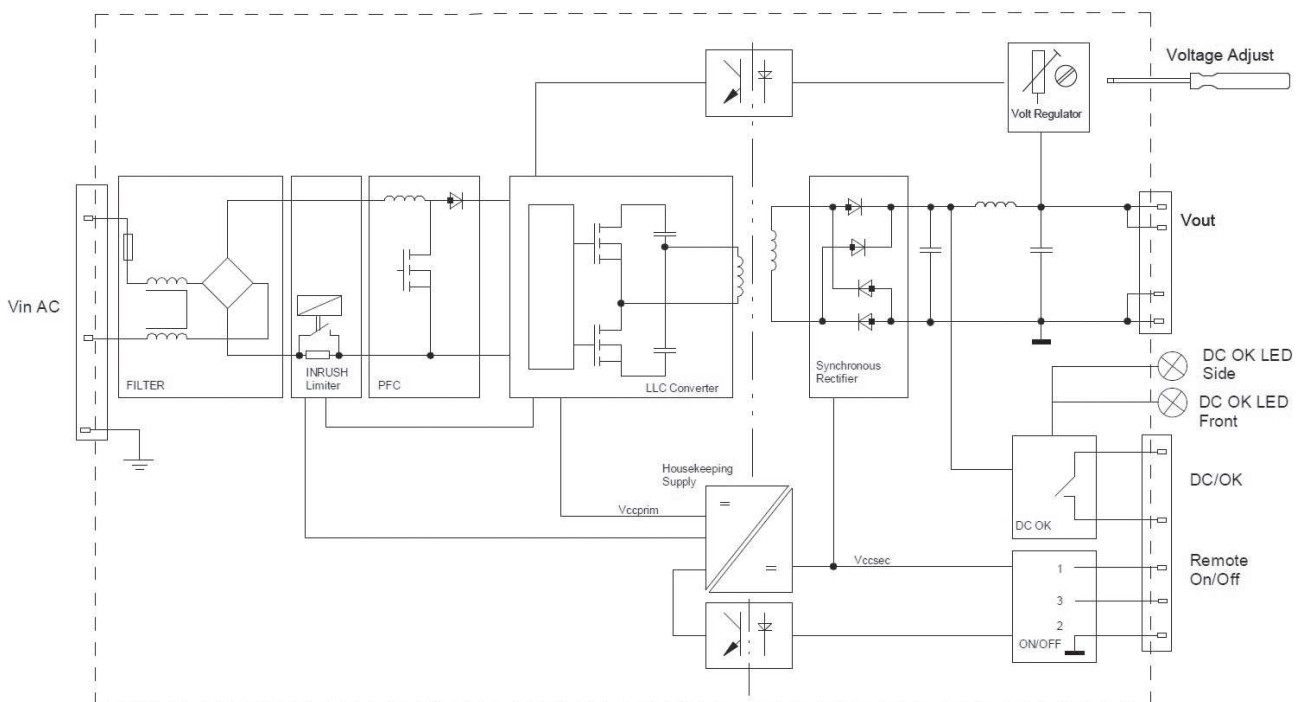 Voltage Adjust
Volt Regulator
Vin AC
FILTER
INRUSH
Limiter
PFC
LLC Converter
Synchronous
Rectifier
Vout
DC OK LED
Side
DC OK LED
Front
Housekeeping
Supply
Vccprim
Vccsec
DC OK
DC/OK
Remote
On/Off
1
3
2
ON/OFF